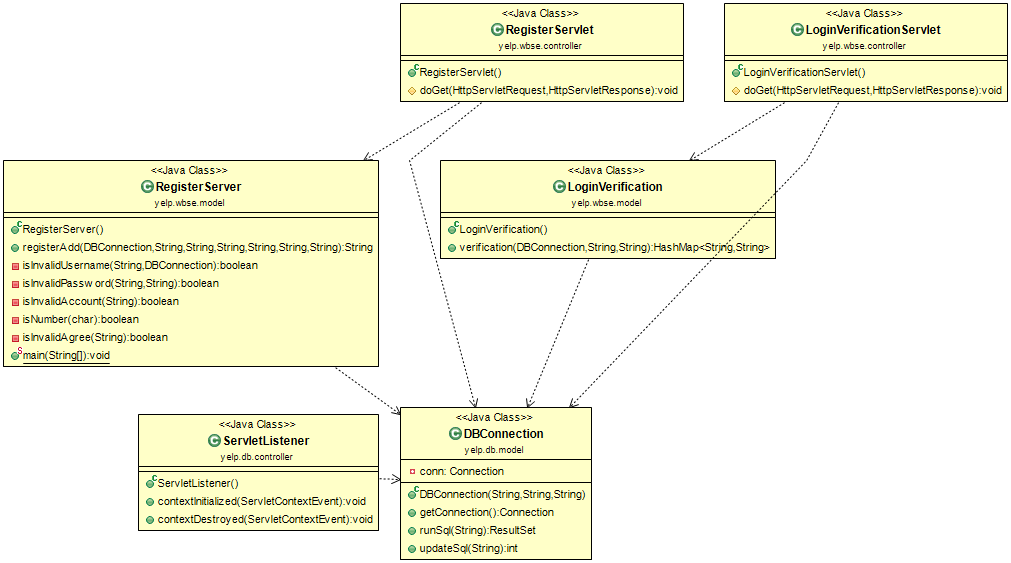 <<Java Class>>
RegisterServlet
yelp.wbse.controller
RegisterServlet()
doGet(HttpServletRequest,HttpServletResponse):void
<<Java Class>>
LoginVerificationServlet
yelp.wbse.controller
LoginVerificationServlet()
doGet(HttpServletRequest,HttpServletResponse):void
<<Java Class>>
RegisterServer
yelp.wbse.model
RegisterServer()
registerAdd(DBConnection,String,String,String,String,String,String):String
isInvalidUsername(String,DBConnection):boolean
isInvalidPassword(String,String):boolean
isInvalidAccount(String):boolean
isNumber(char):boolean
isInvalidAgree(String):boolean
main(String[]):void
<<Java Class>>
LoginVerification
yelp.wbse.model
LoginVerification()
verification(DBConnection,String,String):HashMap<String,String>
<<Java Class>>
ServletListener
yelp.db.controller
ServletListener()
contextInitialized(ServletContextEvent):void
contextDestroyed(ServletContextEvent):void
<<Java Class>>
DBConnection
yelp.db.model
conn: Connection
DBConnection(String,String,String)
getConnection():Connection
runSql(String):ResultSet
updateSql(String):int